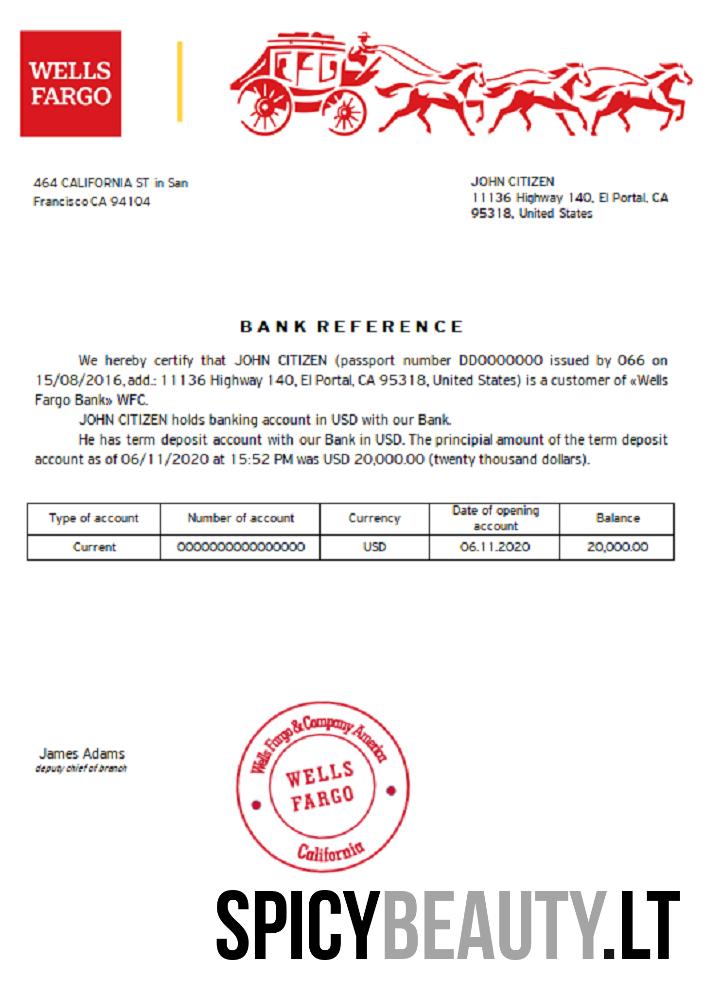 WELLS
FARGO
464 CALIFORNIA ST in San
Francisco CA 94104
JOHN CITIZEN
11136 Highway 140, El Portal, CA
95318, United States
BANK REFERENCE
We hereby certify that JOHN CITIZEN (passport number DD0000000 issued by 066 on
15/08/2016, add.: 11136 Highway 140, El Portal, CA 95318, United States) is a customer of «Wells
Fargo Bank» WFC.
JOHN CITIZEN holds banking account in USD with our Bank.
He has term deposit account with our Bank in USD. The principial amount of the term deposit
account as of 06/11/2020 at 15:52 PM was USD 20,000.00 (twenty thousand dollars).
Type of account Number of account Currency Date of opening account Balance
Current 0000000000000000 USD 06.11.2020 20,000.00
James Adams
deputy chief of branch
Wells Fargo & Company America
WELLS
FARGO
California
SPICYBEAUTY.LT